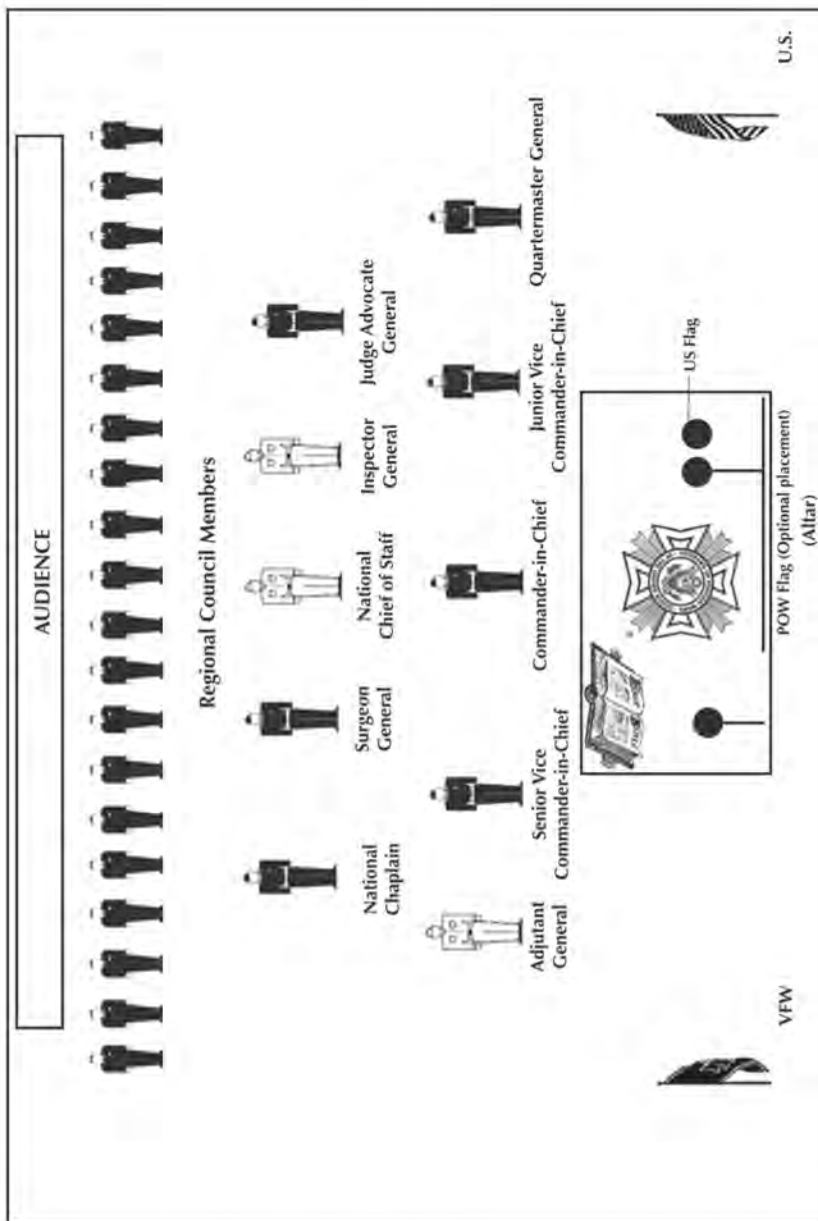 AUDIENCE
Regional Council Members
National
Chaplain
Surgeon
General
National
Chief of Staff
Inspector
General
Judge Advocate
General
Adjutant
General
Senior Vice
Commander-in-Chief
Commander-in-Chief
Junior Vice
Commander-in-Chief
Quartermaster General
US Flag
POW Flag (Optional placement)
(Altar)
VFW
U.S.